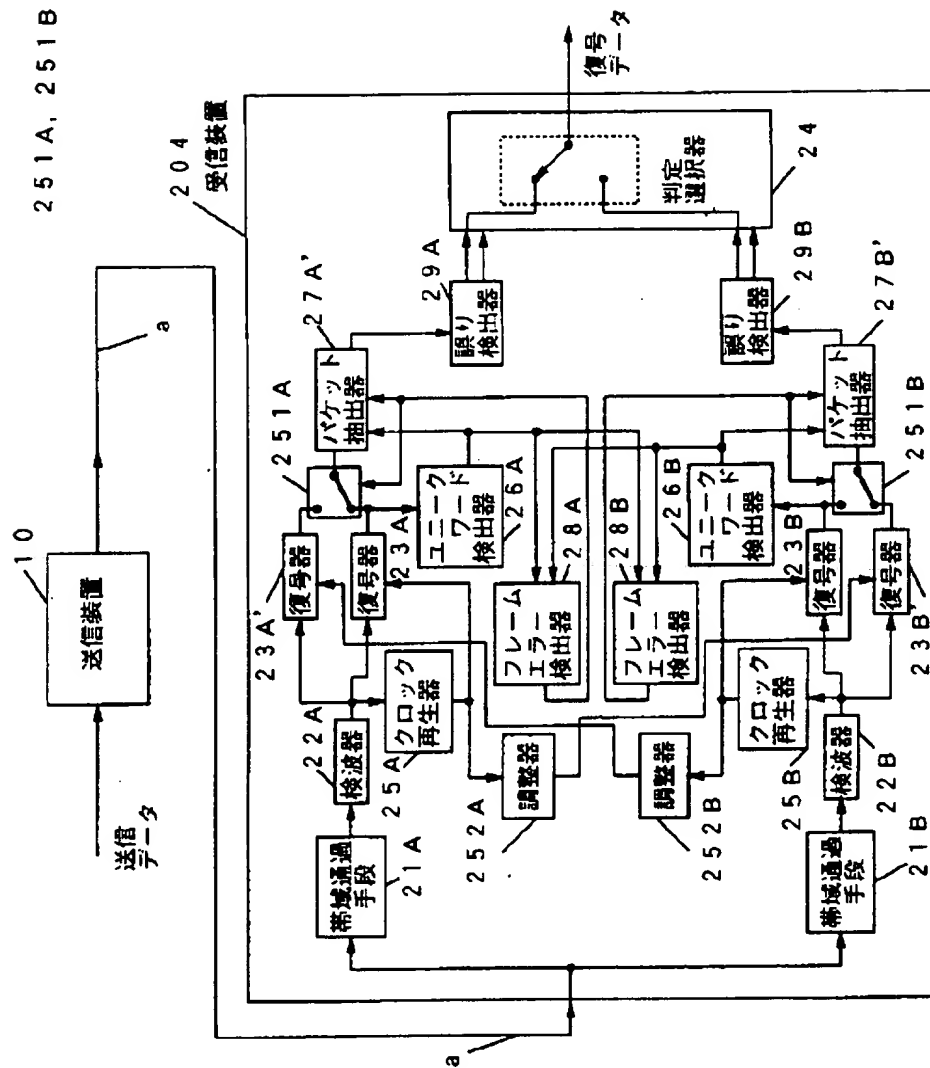 251A, 251B
10
送信
データ
送信装置
a
204
受信装置
a
帯域通過
手段
21A
検波器
22A
復号器
23A'
復号器
23A
251A
パケット
抽出器
27A'
誤り
検出器
29A
クロック
再生器
25A
ユニーク
ワード
検出器
26A
調整器
252A
フレーム
エラー
検出器
28A
フレーム
エラー
検出器
28B
調整器
252B
ユニーク
ワード
検出器
26B
クロック
再生器
25B
復号器
23B
復号器
23B'
251B
パケット
抽出器
27B'
誤り
検出器
29B
検波器
22B
帯域通過
手段
21B
判定
選択器
24
復号
データ